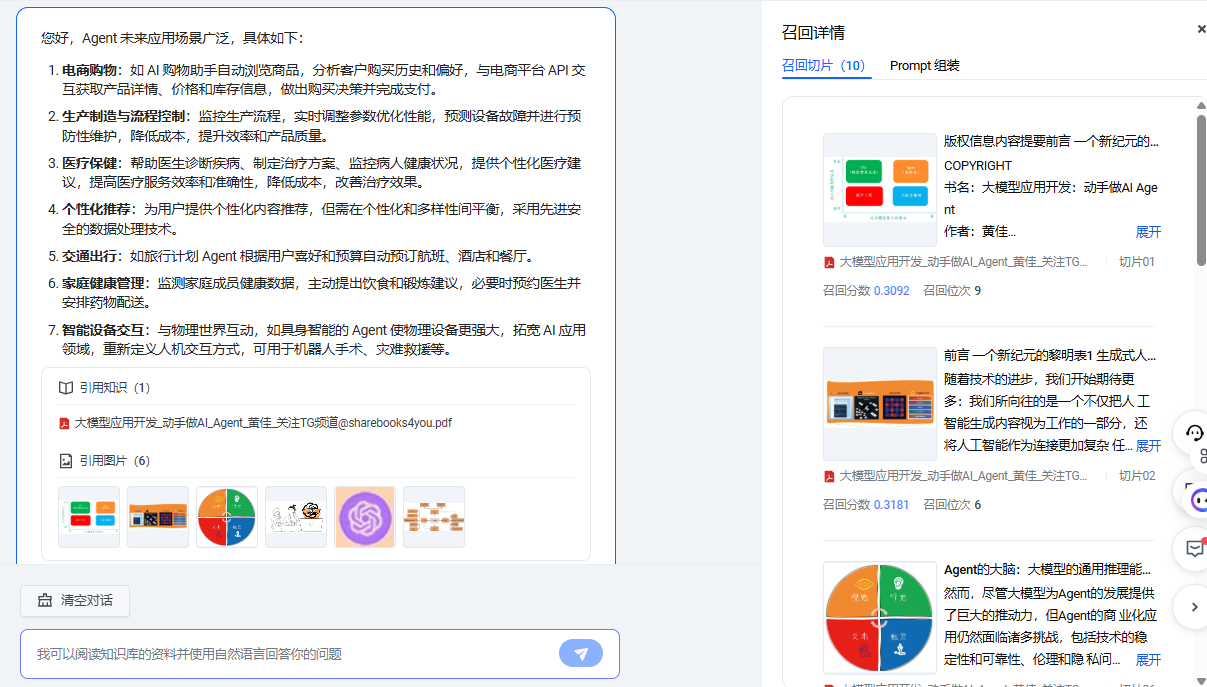 您好，Agent 未来应用场景广泛，具体如下：
1. 电商购物：如 AI 购物助手自动浏览商品，分析客户购买历史和偏好，与电商平台 API 交
互获取产品详情、价格和库存信息，做出购买决策并完成支付。
2. 生产制造与流程控制：监控生产流程，实时调整参数优化性能，预测设备故障并进行预
防性维护，降低成本，提升效率和产品质量。
3. 医疗保健：帮助医生诊断疾病、制定治疗方案、监控病人健康状况，提供个性化医疗建
议，提高医疗服务效率和准确性，降低成本，改善治疗效果。
4. 个性化推荐：为用户提供个性化内容推荐，但需在个性化和多样性间平衡，采用先进安
全的数据处理技术。
5. 交通出行：如旅行计划 Agent 根据用户喜好和预算自动预订航班、酒店和餐厅。
6. 家庭健康管理：监测家庭成员健康数据，主动提出饮食和锻炼建议，必要时预约医生并
安排药物配送。
7. 智能设备交互：与物理世界互动，如具身智能的 Agent 使物理设备更强大，拓宽 AI 应用
领域，重新定义人机交互方式，可用于机器人手术、灾难救援等。
引用知识（1）
大模型应用开发_动手做AI_Agent_黄佳_关注TG频道@sharebooks4you.pdf
引用图片（6）
清空对话
我可以阅读知识库的资料并使用自然语言回答你的问题
召回详情
召回切片（10）
Prompt 组装
版权信息内容提要前言 一个新纪元的...
COPYRIGHT
书名：大模型应用开发：动手做AI Age
nt
作者：黄佳...
展开
大模型应用开发_动手做AI_Agent_黄佳_关注TG...
切片01
召回分数 0.3092 召回位次 9
前言 一个新纪元的黎明表1 生成式人...
随着技术的进步，我们开始期待更
多：我们所向往的是一个不仅把人 工
智能生成内容视为工作的一部分，还
将人工智能作为连接更加复杂 任...
展开
大模型应用开发_动手做AI_Agent_黄佳_关注TG...
切片02
召回分数 0.3181 召回位次 6
Agent的大脑：大模型的通用推理能...
然而，尽管大模型为Agent的发展提供
了巨大的推动力，但Agent的商 业化应
用仍然面临诸多挑战，包括技术的稳
定性和可靠性、伦理和隐 私问...
展开
视觉
听觉
文本
触觉